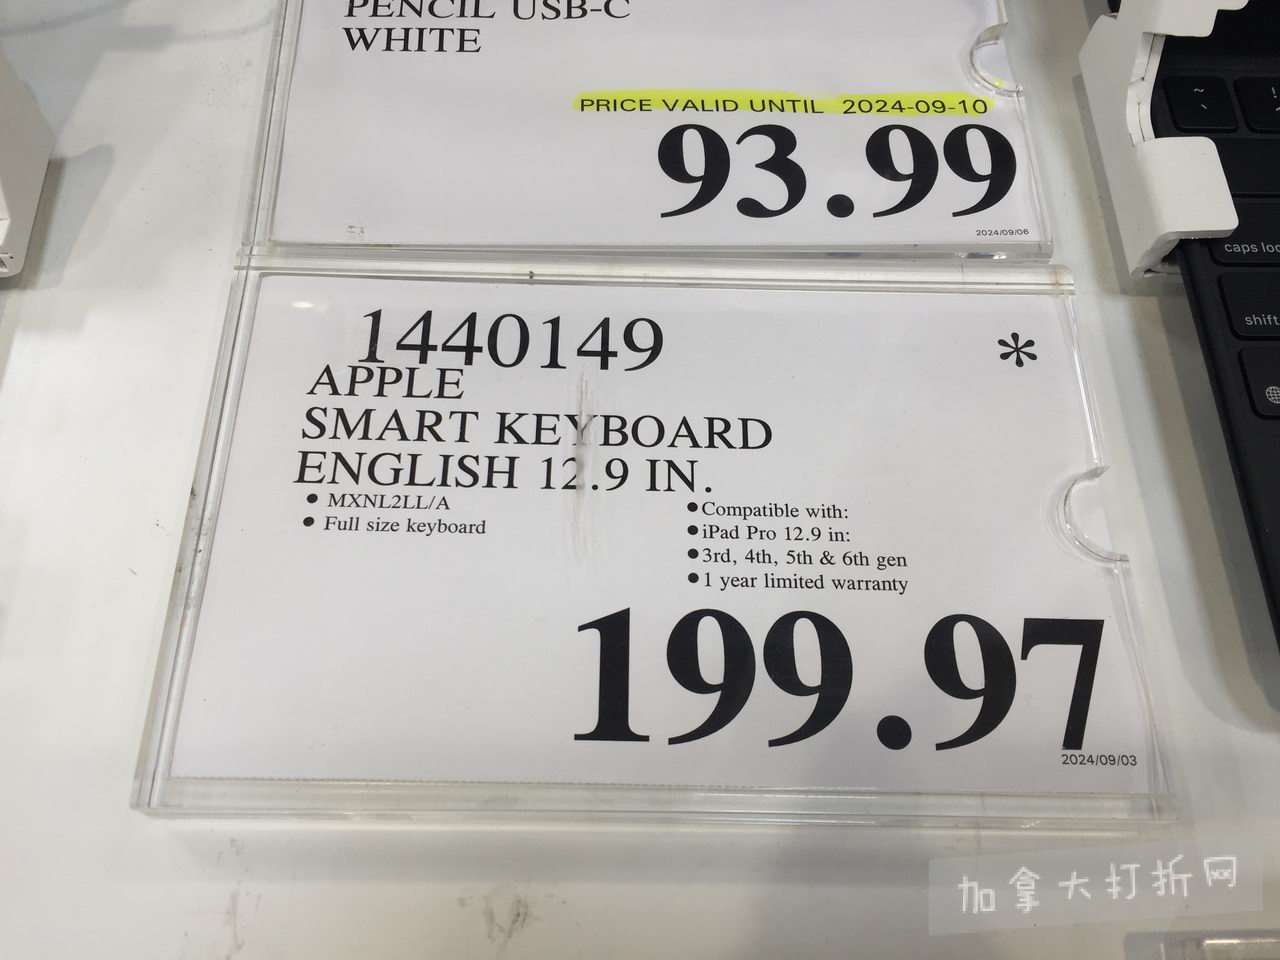 PENCIL USB-C
WHITE
PRICE VALID UNTIL 2024-09-10
93.99
2024/09/06
1440149
*
APPLE
SMART KEYBOARD
ENGLISH 12.9 IN.
• MXNL2LL/A
• Full size keyboard
• Compatible with:
• iPad Pro 12.9 in:
• 3rd, 4th, 5th & 6th gen
• 1 year limited warranty
199.97
2024/09/03
caps loc
shift
加拿大打折网